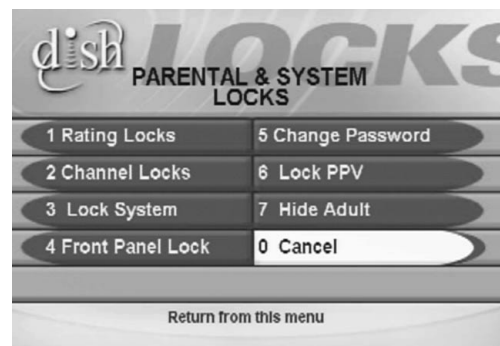 LOCKS
dish
PARENTAL & SYSTEM
LOCKS
1 Rating Locks
5 Change Password
2 Channel Locks
6 Lock PPV
3 Lock System
7 Hide Adult
4 Front Panel Lock
0 Cancel
Return from this menu